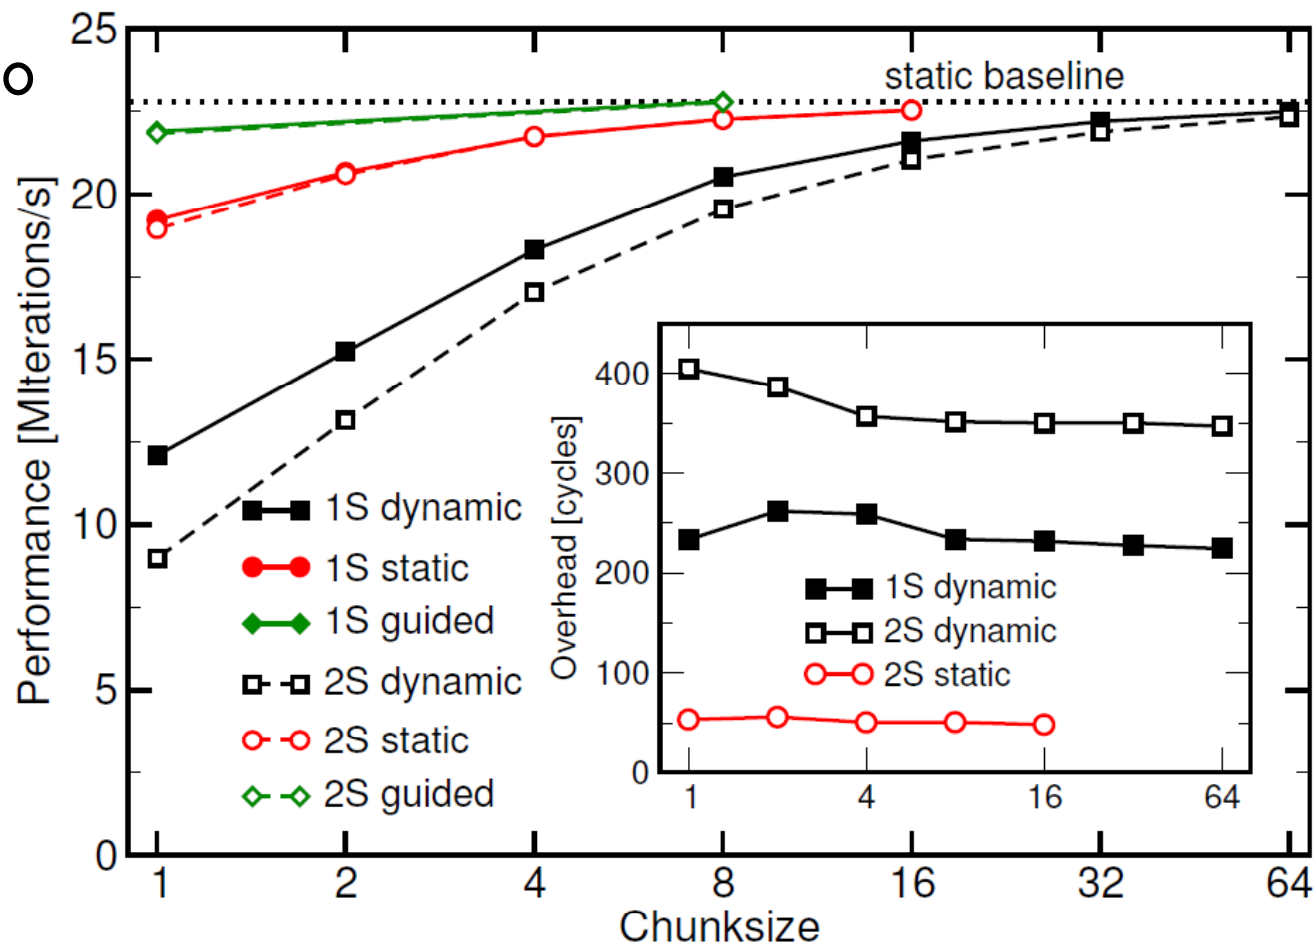 25
o
static baseline
20
15
10
5
0
Performance [MIterations/s]
1S dynamic
1S static
1S guided
2S dynamic
2S static
2S guided
400
300
200
100
0
Overhead [cycles]
1S dynamic
2S dynamic
2S static
1 4 16 64
1 2 4 8 16 32 64
Chunksize